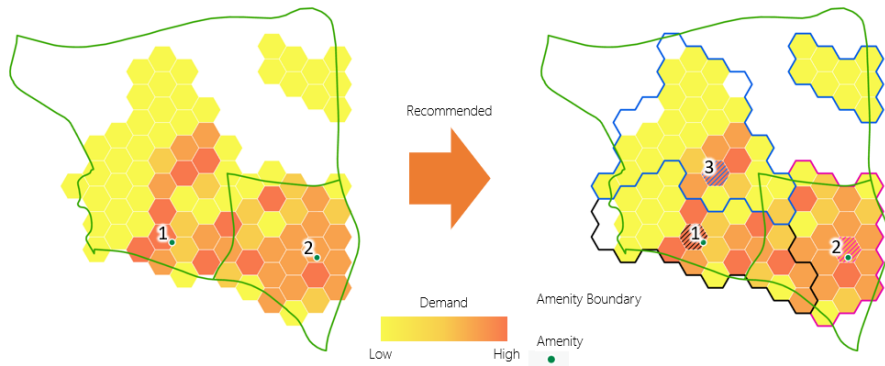 Recommended
3
1
2
1
2
Demand
Amenity Boundary
Amenity
Low
High